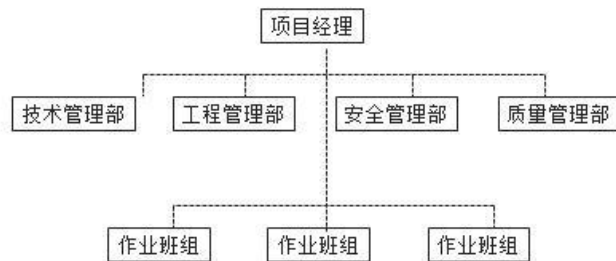 项目经理
技术管理部
工程管理部
安全管理部
质量管理部
作业班组
作业班组
作业班组